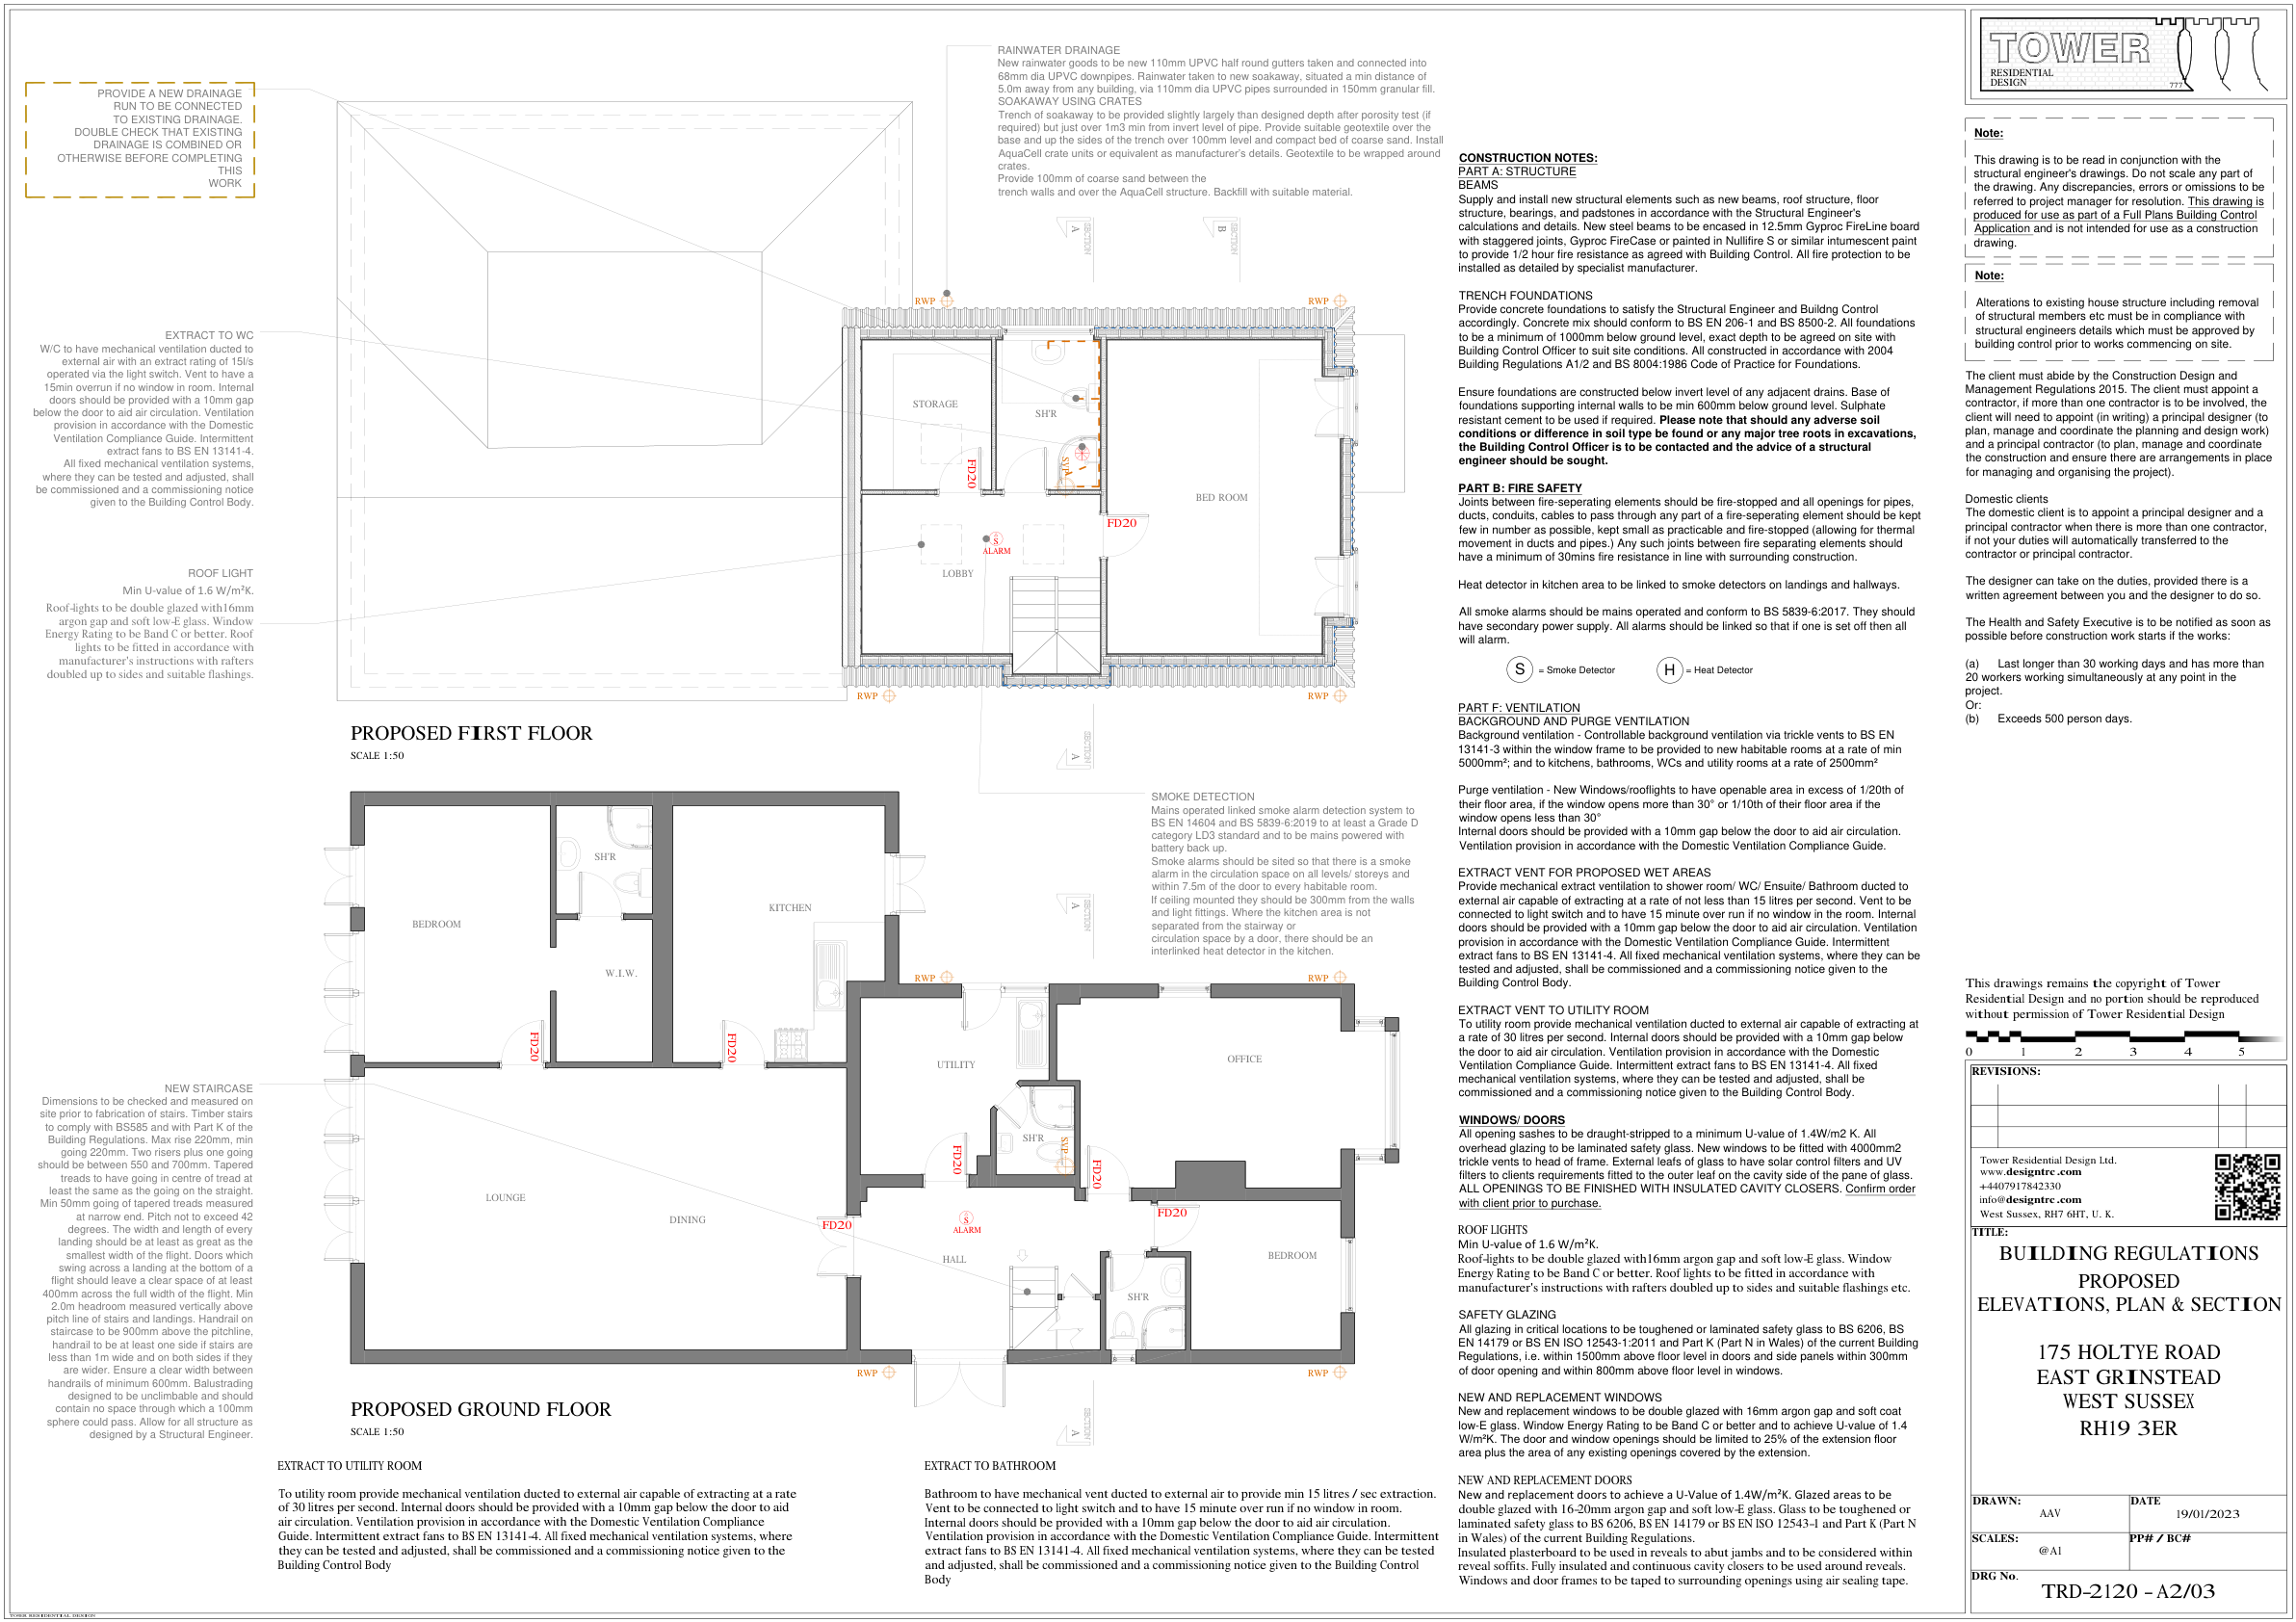 PROVIDE A NEW DRAINAGE
RUN TO BE CONNECTED
TO EXISTING DRAINAGE.
DOUBLE CHECK THAT EXISTING
DRAINAGE IS COMBINED OR
OTHERWISE BEFORE COMPLETING
THIS
WORK
EXTRACT TO WC
W/C to have mechanical ventilation ducted to
external air with an extract rating of 15l/s
operated via the light switch. Vent to have a
15min overrun if no window in room. Internal
doors should be provided with a 10mm gap
below the door to aid air circulation. Ventilation
provision in accordance with the Domestic
Ventilation Compliance Guide. Intermittent
extract fans to BS EN 13141-4.
All fixed mechanical ventilation systems,
where they can be tested and adjusted, shall
be commissioned and a commissioning notice
given to the Building Control Body.
ROOF LIGHT
Min U-value of 1.6 W/m²K.
Roof-lights to be double glazed with16mm
argon gap and soft low-E glass. Window
Energy Rating to be Band C or better. Roof
lights to be fitted in accordance with
manufacturer's instructions with rafters
doubled up to sides and suitable flashings.
NEW STAIRCASE
Dimensions to be checked and measured on
site prior to fabrication of stairs. Timber stairs
to comply with BS585 and with Part K of the
Building Regulations. Max rise 220mm, min
going 220mm. Two risers plus one going
should be between 550 and 700mm. Tapered
treads to have going in centre of tread at
least the same as the going on the straight.
Min 50mm going of tapered treads measured
at narrow end. Pitch not to exceed 42
degrees. The width and length of every
landing should be at least as great as the
smallest width of the flight. Doors which
swing across a landing at the bottom of a
flight should leave a clear space of at least
400mm across the full width of the flight. Min
2.0m headroom measured vertically above
pitch line of stairs and landings. Handrail on
staircase to be 900mm above the pitchline,
handrail to be at least one side if stairs are
less than 1m wide and on both sides if they
are wider. Ensure a clear width between
handrails of minimum 600mm. Balustrading
designed to be unclimbable and should
contain no space through which a 100mm
sphere could pass. Allow for all structure as
designed by a Structural Engineer.
RAINWATER DRAINAGE
New rainwater goods to be new 110mm UPVC half round gutters taken and connected into
68mm dia UPVC downpipes. Rainwater taken to new soakaway, situated a min distance of
5.0m away from any building, via 110mm dia UPVC pipes surrounded in 150mm granular fill.
SOAKAWAY USING CRATES
Trench of soakaway to be provided slightly largely than designed depth after porosity test (if
required) but just over 1m3 min from invert level of pipe. Provide suitable geotextile over the
base and up the sides of the trench over 100mm level and compact bed of coarse sand. Install
AquaCell crate units or equivalent as manufacturer's details. Geotextile to be wrapped around
crates.
Provide 100mm of coarse sand between the
trench walls and over the AquaCell structure. Backfill with suitable material.
SECTION A
SECTION B
RWP
RWP
STORAGE
SH'R
SVP
FD20
BED ROOM
FD20
S
ALARM
LOBBY
RWP
RWP
SECTION A
PROPOSED FIRST FLOOR
SCALE 1:50
SMOKE DETECTION
Mains operated linked smoke alarm detection system to
BS EN 14604 and BS 5839-6:2019 to at least a Grade D
category LD3 standard and to be mains powered with
battery back up.
Smoke alarms should be sited so that there is a smoke
alarm in the circulation space on all levels/ storeys and
within 7.5m of the door to every habitable room.
If ceiling mounted they should be 300mm from the walls
and light fittings. Where the kitchen area is not
separated from the stairway or
circulation space by a door, there should be an
interlinked heat detector in the kitchen.
SECTION A
SH'R
KITCHEN
BEDROOM
W.I.W.
RWP
RWP
FD20
FD20
UTILITY
OFFICE
SH'R
SVP
FD20
FD20
LOUNGE
DINING
FD20
S
ALARM
FD20
HALL
BEDROOM
SH'R
RWP
RWP
SECTION A
PROPOSED GROUND FLOOR
SCALE 1:50
EXTRACT TO UTILITY ROOM
To utility room provide mechanical ventilation ducted to external air capable of extracting at a rate
of 30 litres per second. Internal doors should be provided with a 10mm gap below the door to aid
air circulation. Ventilation provision in accordance with the Domestic Ventilation Compliance
Guide. Intermittent extract fans to BS EN 13141-4. All fixed mechanical ventilation systems, where
they can be tested and adjusted, shall be commissioned and a commissioning notice given to the
Building Control Body
EXTRACT TO BATHROOM
Bathroom to have mechanical vent ducted to external air to provide min 15 litres / sec extraction.
Vent to be connected to light switch and to have 15 minute over run if no window in room.
Internal doors should be provided with a 10mm gap below the door to aid air circulation.
Ventilation provision in accordance with the Domestic Ventilation Compliance Guide. Intermittent
extract fans to BS EN 13141-4. All fixed mechanical ventilation systems, where they can be tested
and adjusted, shall be commissioned and a commissioning notice given to the Building Control
Body
CONSTRUCTION NOTES:
PART A: STRUCTURE
BEAMS
Supply and install new structural elements such as new beams, roof structure, floor
structure, bearings, and padstones in accordance with the Structural Engineer's
calculations and details. New steel beams to be encased in 12.5mm Gyproc FireLine board
with staggered joints, Gyproc FireCase or painted in Nullifire S or similar intumescent paint
to provide 1/2 hour fire resistance as agreed with Building Control. All fire protection to be
installed as detailed by specialist manufacturer.
TRENCH FOUNDATIONS
Provide concrete foundations to satisfy the Structural Engineer and Buildng Control
accordingly. Concrete mix should conform to BS EN 206-1 and BS 8500-2. All foundations
to be a minimum of 1000mm below ground level, exact depth to be agreed on site with
Building Control Officer to suit site conditions. All constructed in accordance with 2004
Building Regulations A1/2 and BS 8004:1986 Code of Practice for Foundations.
Ensure foundations are constructed below invert level of any adjacent drains. Base of
foundations supporting internal walls to be min 600mm below ground level. Sulphate
resistant cement to be used if required. Please note that should any adverse soil
conditions or difference in soil type be found or any major tree roots in excavations,
the Building Control Officer is to be contacted and the advice of a structural
engineer should be sought.
PART B: FIRE SAFETY
Joints between fire-seperating elements should be fire-stopped and all openings for pipes,
ducts, conduits, cables to pass through any part of a fire-seperating element should be kept
few in number as possible, kept small as practicable and fire-stopped (allowing for thermal
movement in ducts and pipes.) Any such joints between fire separating elements should
have a minimum of 30mins fire resistance in line with surrounding construction.
Heat detector in kitchen area to be linked to smoke detectors on landings and hallways.
All smoke alarms should be mains operated and conform to BS 5839-6:2017. They should
have secondary power supply. All alarms should be linked so that if one is set off then all
will alarm.
S = Smoke Detector H = Heat Detector
PART F: VENTILATION
BACKGROUND AND PURGE VENTILATION
Background ventilation - Controllable background ventilation via trickle vents to BS EN
13141-3 within the window frame to be provided to new habitable rooms at a rate of min
5000mm²; and to kitchens, bathrooms, WCs and utility rooms at a rate of 2500mm²
Purge ventilation - New Windows/rooflights to have openable area in excess of 1/20th of
their floor area, if the window opens more than 30° or 1/10th of their floor area if the
window opens less than 30°
Internal doors should be provided with a 10mm gap below the door to aid air circulation.
Ventilation provision in accordance with the Domestic Ventilation Compliance Guide.
EXTRACT VENT FOR PROPOSED WET AREAS
Provide mechanical extract ventilation to shower room/ WC/ Ensuite/ Bathroom ducted to
external air capable of extracting at a rate of not less than 15 litres per second. Vent to be
connected to light switch and to have 15 minute over run if no window in the room. Internal
doors should be provided with a 10mm gap below the door to aid air circulation. Ventilation
provision in accordance with the Domestic Ventilation Compliance Guide. Intermittent
extract fans to BS EN 13141-4. All fixed mechanical ventilation systems, where they can be
tested and adjusted, shall be commissioned and a commissioning notice given to the
Building Control Body.
EXTRACT VENT TO UTILITY ROOM
To utility room provide mechanical ventilation ducted to external air capable of extracting at
a rate of 30 litres per second. Internal doors should be provided with a 10mm gap below
the door to aid air circulation. Ventilation provision in accordance with the Domestic
Ventilation Compliance Guide. Intermittent extract fans to BS EN 13141-4. All fixed
mechanical ventilation systems, where they can be tested and adjusted, shall be
commissioned and a commissioning notice given to the Building Control Body.
WINDOWS/ DOORS
All opening sashes to be draught-stripped to a minimum U-value of 1.4W/m2 K. All
overhead glazing to be laminated safety glass. New windows to be fitted with 4000mm2
trickle vents to head of frame. External leafs of glass to have solar control filters and UV
filters to clients requirements fitted to the outer leaf on the cavity side of the pane of glass.
ALL OPENINGS TO BE FINISHED WITH INSULATED CAVITY CLOSERS. Confirm order
with client prior to purchase.
ROOF LIGHTS
Min U-value of 1.6 W/m²K.
Roof-lights to be double glazed with16mm argon gap and soft low-E glass. Window
Energy Rating to be Band C or better. Roof lights to be fitted in accordance with
manufacturer's instructions with rafters doubled up to sides and suitable flashings etc.
SAFETY GLAZING
All glazing in critical locations to be toughened or laminated safety glass to BS 6206, BS
EN 14179 or BS EN ISO 12543-1:2011 and Part K (Part N in Wales) of the current Building
Regulations, i.e. within 1500mm above floor level in doors and side panels within 300mm
of door opening and within 800mm above floor level in windows.
NEW AND REPLACEMENT WINDOWS
New and replacement windows to be double glazed with 16mm argon gap and soft coat
low-E glass. Window Energy Rating to be Band C or better and to achieve U-value of 1.4
W/m²K. The door and window openings should be limited to 25% of the extension floor
area plus the area of any existing openings covered by the extension.
NEW AND REPLACEMENT DOORS
New and replacement doors to achieve a U-Value of 1.4W/m²K. Glazed areas to be
double glazed with 16-20mm argon gap and soft low-E glass. Glass to be toughened or
laminated safety glass to BS 6206, BS EN 14179 or BS EN ISO 12543-1 and Part K (Part N
in Wales) of the current Building Regulations.
Insulated plasterboard to be used in reveals to abut jambs and to be considered within
reveal soffits. Fully insulated and continuous cavity closers to be used around reveals.
Windows and door frames to be taped to surrounding openings using air sealing tape.
TOWER
RESIDENTIAL
DESIGN
777
Note:
This drawing is to be read in conjunction with the
structural engineer's drawings. Do not scale any part of
the drawing. Any discrepancies, errors or omissions to be
referred to project manager for resolution. This drawing is
produced for use as part of a Full Plans Building Control
Application and is not intended for use as a construction
drawing.
Note:
Alterations to existing house structure including removal
of structural members etc must be in compliance with
structural engineers details which must be approved by
building control prior to works commencing on site.
The client must abide by the Construction Design and
Management Regulations 2015. The client must appoint a
contractor, if more than one contractor is to be involved, the
client will need to appoint (in writing) a principal designer (to
plan, manage and coordinate the planning and design work)
and a principal contractor (to plan, manage and coordinate
the construction and ensure there are arrangements in place
for managing and organising the project).
Domestic clients
The domestic client is to appoint a principal designer and a
principal contractor when there is more than one contractor,
if not your duties will automatically transferred to the
contractor or principal contractor.
The designer can take on the duties, provided there is a
written agreement between you and the designer to do so.
The Health and Safety Executive is to be notified as soon as
possible before construction work starts if the works:
(a) Last longer than 30 working days and has more than
20 workers working simultaneously at any point in the
project.
Or:
(b) Exceeds 500 person days.
This drawings remains the copyright of Tower
Residential Design and no portion should be reproduced
without permission of Tower Residential Design
0 1 2 3 4 5
REVISIONS:
Tower Residential Design Ltd.
www.designtrc.com
+4407917842330
info@designtrc.com
West Sussex, RH7 6HT, U. K.
TITLE:
BUILDING REGULATIONS
PROPOSED
ELEVATIONS, PLAN & SECTION
175 HOLTYE ROAD
EAST GRINSTEAD
WEST SUSSEX
RH19 3ER
DRAWN:
AAV
DATE
19/01/2023
SCALES:
@A1
PP# / BC#
DRG No.
TRD-2120 - A2/03
TOWER RESIDENTIAL DESIGN